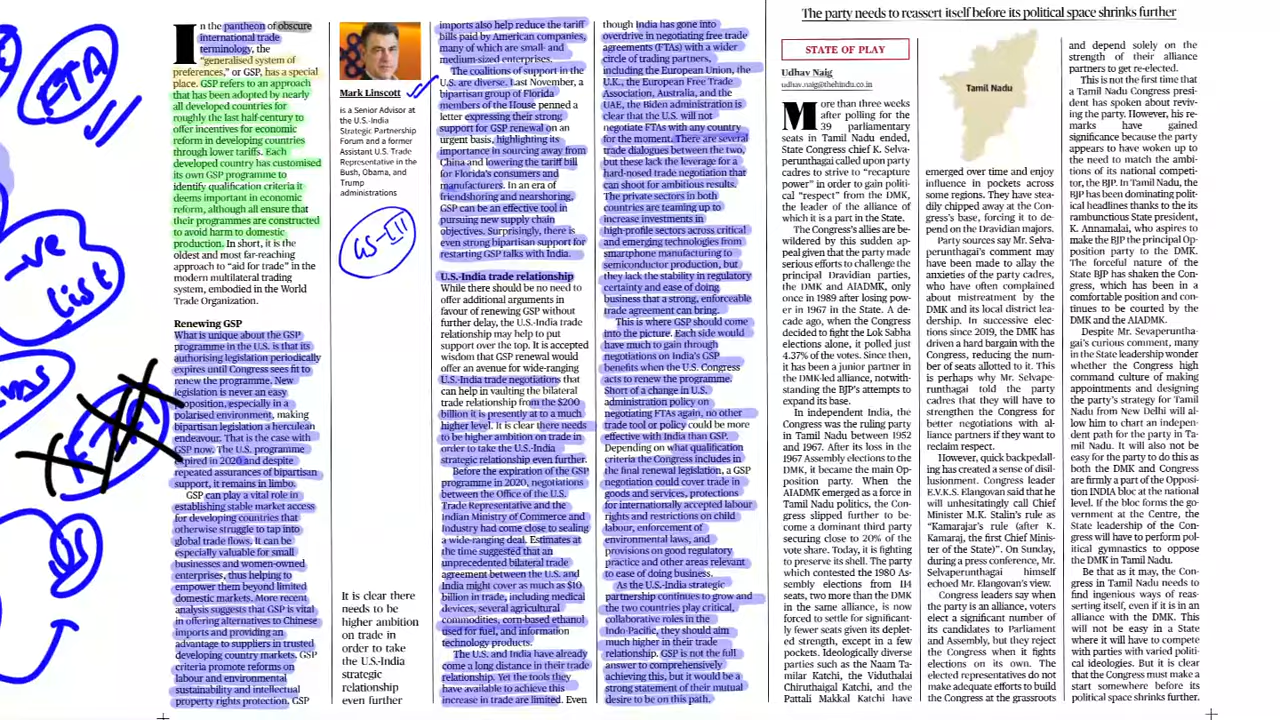 In the pantheon of obscure
international trade
terminology, the
“generalised system of
preferences,” or GSP, has a special
place. GSP refers to an approach
that has been adopted by nearly
all developed countries for
roughly the last half-century to
offer incentives for economic
reform in developing countries
through lower tariffs. Each
developed country has customised
its own GSP programme to
identify qualification criteria it
deems important in economic
reform, although all ensure that
their programmes are constructed
to avoid harm to domestic
production. In short, it is the
oldest and most far-reaching
approach to “aid for trade” in the
modern multilateral trading
system, embodied in the World
Trade Organization.
Renewing GSP
What is unique about the GSP
programme in the U.S. is that its
authorising legislation periodically
expires until Congress sees fit to
renew the programme. New
legislation is never an easy
proposition, especially in a
polarised environment, making
bipartisan legislation a herculean
endeavour. That is the case with
GSP now. The U.S. programme
expired in 2020 and despite
repeated assurances of bipartisan
support, it remains in limbo.
GSP can play a vital role in
establishing stable market access
for developing countries that
otherwise struggle to tap into
global trade flows. It can be
especially valuable for small
businesses and women-owned
enterprises, thus helping to
empower them beyond limited
domestic markets. More recent
analysis suggests that GSP is vital
in offering alternatives to Chinese
imports and providing an
advantage to suppliers in trusted
developing country markets. GSP
criteria promote reforms on
labour and environmental
sustainability and intellectual
property rights protection. GSP
Mark Linscott
is a Senior Advisor at
the U.S.-India
Strategic Partnership
Forum and a former
Assistant U.S. Trade
Representative in the
Bush, Obama, and
Trump
administrations
GS-III
It is clear there
needs to be
higher ambition
on trade in
order to take
the U.S.-India
strategic
relationship
even further
imports also help reduce the tariff
bills paid by American companies,
many of which are small- and
medium-sized enterprises.
The coalitions of support in the
U.S. are diverse. Last November, a
bipartisan group of Florida
members of the House penned a
letter expressing their strong
support for GSP renewal on an
urgent basis, highlighting its
importance in sourcing away from
China and lowering the tariff bill
for Florida’s consumers and
manufacturers. In an era of
friendshoring and nearshoring,
GSP can be an effective tool in
pursuing new supply chain
objectives. Surprisingly, there is
even strong bipartisan support for
restarting GSP talks with India.
U.S.-India trade relationship
While there should be no need to
offer additional arguments in
favour of renewing GSP without
further delay, the U.S.-India trade
relationship may help to put
support over the top. It is accepted
wisdom that GSP renewal would
offer an avenue for wide-ranging
U.S.-India trade negotiations that
can help in vaulting the bilateral
trade relationship from the $200
billion it is presently at to a much
higher level. It is clear there needs
to be higher ambition on trade in
order to take the U.S.-India
strategic relationship even further.
Before the expiration of the GSP
programme in 2020, negotiations
between the Office of the U.S.
Trade Representative and the
Indian Ministry of Commerce and
Industry had come close to sealing
a wide-ranging deal. Estimates at
the time suggested that an
unprecedented bilateral trade
agreement between the U.S. and
India might cover as much as $10
billion in trade, including medical
devices, several agricultural
commodities, corn-based ethanol
used for fuel, and information
technology products.
The U.S. and India have already
come a long distance in their trade
relationship. Yet the tools they
have available to achieve this
increase in trade are limited. Even
though India has gone into
overdrive in negotiating free trade
agreements (FTAs) with a wider
circle of trading partners,
including the European Union, the
U.K., the European Free Trade
Association, Australia, and the
UAE, the Biden administration is
clear that the U.S. will not
negotiate FTAs with any country
for the moment. There are several
trade dialogues between the two,
but these lack the leverage for a
hard-nosed trade negotiation that
can shoot for ambitious results.
The private sectors in both
countries are teaming up to
increase investments in
high-profile sectors across critical
and emerging technologies from
smartphone manufacturing to
semiconductor production, but
they lack the stability in regulatory
certainty and ease of doing
business that a strong, enforceable
trade agreement can bring.
This is where GSP should come
into the picture. Each side would
have much to gain through
negotiations on India’s GSP
benefits when the U.S. Congress
acts to renew the programme.
Short of a change in U.S.
administration policy on
negotiating FTAs again, no other
trade tool or policy could be more
effective with India than GSP.
Depending on what qualification
criteria the Congress includes in
the final renewal legislation, a GSP
negotiation could cover trade in
goods and services, protections
for internationally accepted labour
rights and restrictions on child
labour, enforcement of
environmental laws, and
provisions on good regulatory
practice and other areas relevant
to ease of doing business.
As the U.S.-India strategic
partnership continues to grow and
the two countries play critical,
collaborative roles in the
Indo-Pacific, they should aim
much higher in their trade
relationship. GSP is not the full
answer to comprehensively
achieving this, but it would be a
strong statement of their mutual
desire to be on this path.
The party needs to reassert itself before its political space shrinks further
STATE OF PLAY
Udhav Naig
udhav.naig@thehindu.co.in
More than three weeks
after polling for the
39 parliamentary
seats in Tamil Nadu ended,
State Congress chief K. Selva-
perunthagai called upon party
cadres to strive to “recapture
power” in order to gain politi-
cal “respect” from the DMK,
the leader of the alliance of
which it is a part in the State.
The Congress’s allies are be-
wildered by this sudden ap-
peal given that the party made
serious efforts to challenge the
principal Dravidian parties,
the DMK and AIADMK, only
once in 1989 after losing pow-
er in 1967 in the State. A de-
cade ago, when the Congress
decided to fight the Lok Sabha
elections alone, it polled just
4.37% of the votes. Since then,
it has been a junior partner in
the DMK-led alliance, notwith-
standing the BJP’s attempts to
expand its base.
In independent India, the
Congress was the ruling party
in Tamil Nadu between 1952
and 1967. After its loss in the
1967 Assembly elections to the
DMK, it became the main Op-
position party. When the
AIADMK emerged as a force in
Tamil Nadu politics, the Con-
gress slipped further to be-
come a dominant third party
securing close to 20% of the
vote share. Today, it is fighting
to preserve its shell. The party
which contested the 1980 As-
sembly elections from 114
seats, two more than the DMK
in the same alliance, is now
forced to settle for significant-
ly fewer seats given its deplet-
ed strength, except in a few
pockets. Ideologically diverse
parties such as the Naam Ta-
milar Katchi, the Viduthalai
Chiruthaigal Katchi, and the
Pattali Makkal Katchi have
Tamil Nadu
emerged over time and enjoy
influence in pockets across
some regions. They have stea-
dily chipped away at the Con-
gress’s base, forcing it to de-
pend on the Dravidian majors.
Party sources say Mr. Selva-
perunthagai’s comment may
have been made to allay the
anxieties of the party cadres,
who have often complained
about mistreatment by the
DMK and its local district lea-
dership. In successive elec-
tions since 2019, the DMK has
driven a hard bargain with the
Congress, reducing the num-
ber of seats allotted to it. This
is perhaps why Mr. Selvape-
runthagai told the party
cadres that they will have to
strengthen the Congress for
better negotiations with al-
liance partners if they want to
reclaim respect.
However, quick backpedall-
ing has created a sense of disil-
lusionment. Congress leader
E.V.K.S. Elangovan said that he
will unhesitatingly call Chief
Minister M.K. Stalin’s rule as
“Kamarajar’s rule (after K.
Kamaraj, the first Chief Minis-
ter of the State)”. On Sunday,
during a press conference, Mr.
Selvaperunthagai himself
echoed Mr. Elangovan’s view.
Congress leaders say when
the party is an alliance, voters
elect a significant number of
its candidates to Parliament
and Assembly, but they reject
the Congress when it fights
elections on its own. The
elected representatives do not
make adequate efforts to build
the Congress at the grassroots
and depend solely on the
strength of their alliance
partners to get re-elected.
This is not the first time that
a Tamil Nadu Congress presi-
dent has spoken about reviv-
ing the party. However, his re-
marks have gained
significance because the party
appears to have woken up to
the need to match the ambi-
tions of its national competi-
tor, the BJP. In Tamil Nadu, the
BJP has been dominating polit-
ical headlines thanks to the its
rambunctious State president,
K. Annamalai, who aspires to
make the BJP the principal Op-
position party to the DMK.
The forceful nature of the
State BJP has shaken the Con-
gress, which has been in a
comfortable position and con-
tinues to be courted by the
DMK and the AIADMK.
Despite Mr. Sevaperuntha-
gai’s curious comment, many
in the State leadership wonder
whether the Congress high
command culture of making
appointments and designing
the party’s strategy for Tamil
Nadu from New Delhi will al-
low him to chart an indepen-
dent path for the party in Ta-
mil Nadu. It will also not be
easy for the party to do this as
both the DMK and Congress
are firmly a part of the Opposi-
tion INDIA bloc at the national
level. If the bloc forms the go-
vernment at the Centre, the
State leadership of the Con-
gress will have to perform pol-
itical gymnastics to oppose
the DMK in Tamil Nadu.
Be that as it may, the Con-
gress in Tamil Nadu needs to
find ingenious ways of reas-
serting itself, even if it is in an
alliance with the DMK. This
will not be easy in a State
where it will have to compete
with parties with varied polit-
ical ideologies. But it is clear
that the Congress must make a
start somewhere before its
political space shrinks further.
FTA
-ve
list
FTA
US